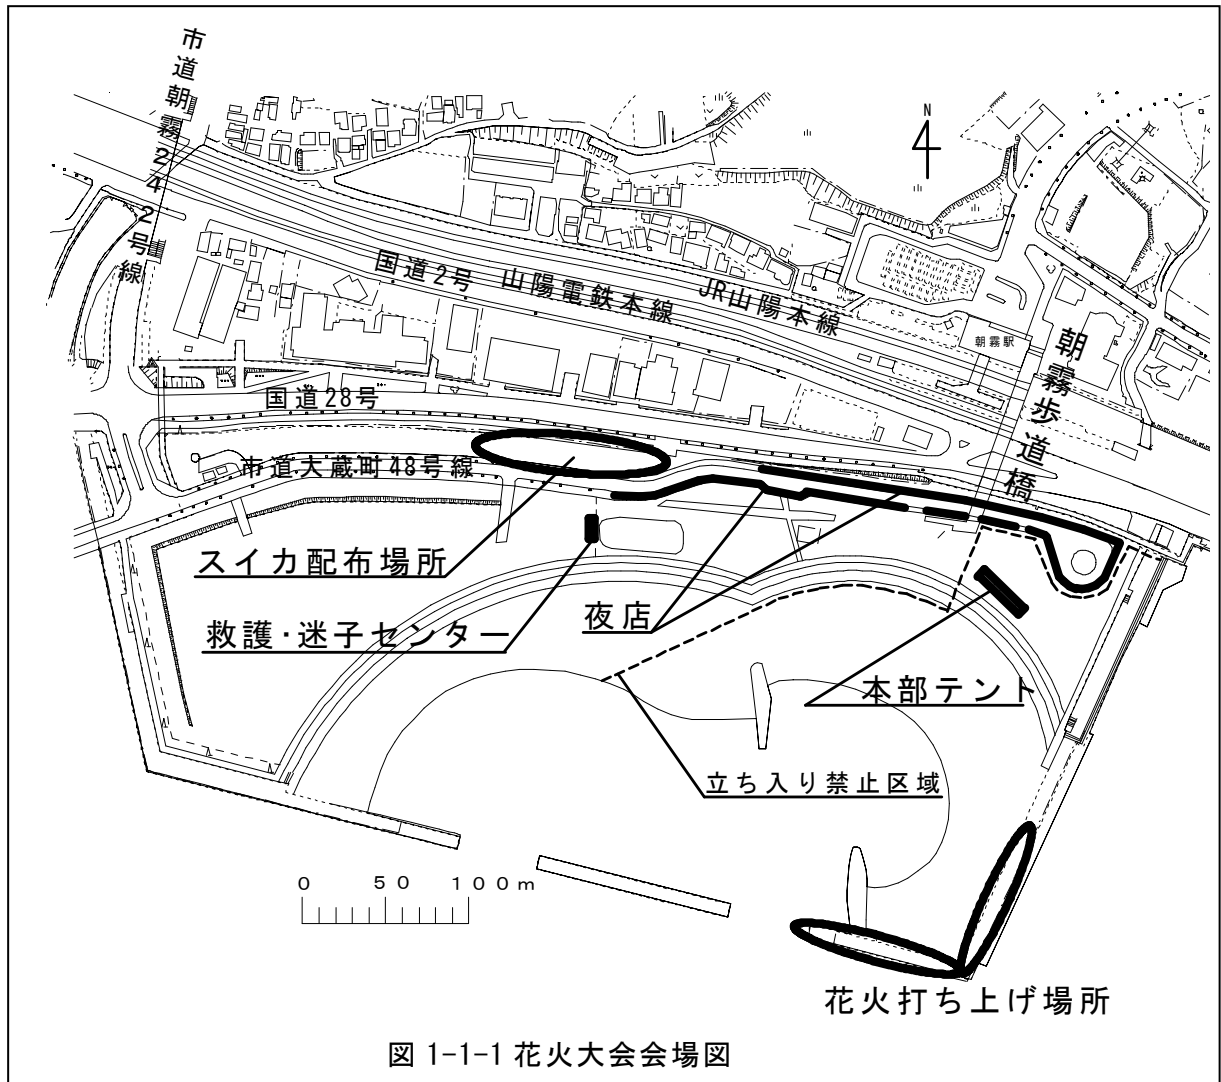 市道朝霧242号線
N
国道2号
山陽電鉄本線
JR山陽本線
朝霧駅
朝霧歩道橋
国道28号
市道大蔵町48号線
スイカ配布場所
救護・迷子センター
夜店
本部テント
立ち入り禁止区域
0 50 100m
花火打ち上げ場所
図 1-1-1 花火大会会場図